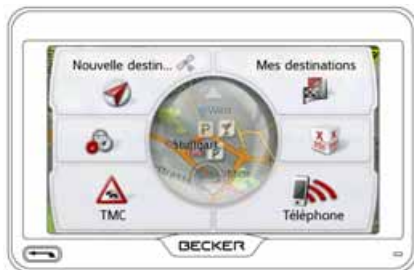 Nouvelle destin...
Mes destinations
P
Stuttgart
P
TMC
Téléphone
BECKER